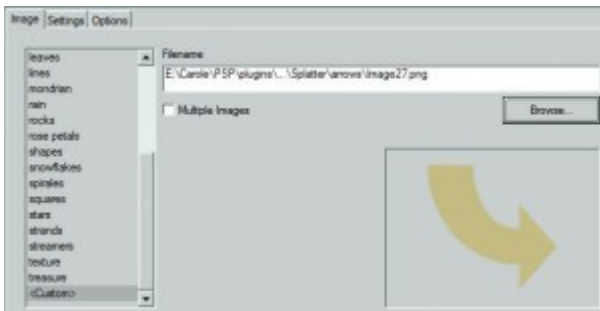 Image Settings Options
Filename
E:\Carole\PSP\plugins\...\Splatter\arrows\Image27.png
Multiple Images
Browse...
leaves
lines
mondrian
rain
rocks
rose petals
shapes
snowflakes
spirales
squares
stars
strands
streamers
texture
treasure
<Custom>